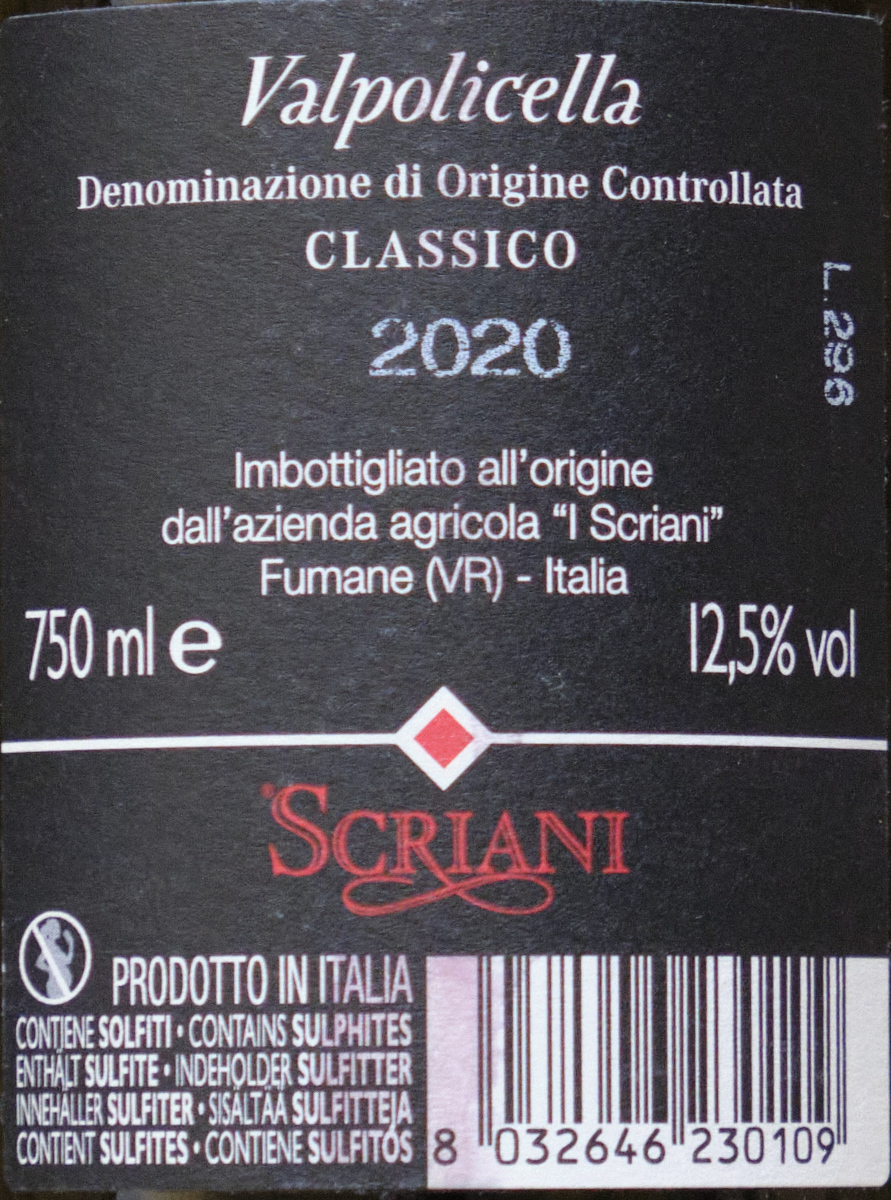 Valpolicella
Denominazione di Origine Controllata
CLASSICO
2020
L.286
Imbottigliato all'origine
dall'azienda agricola “I Scriani”
Fumane (VR) - Italia
750 ml e
12,5% vol
SCRIANI
PRODOTTO IN ITALIA
CONTIENE SOLFITI • CONTAINS SULPHITES
ENTHÄLT SULFITE • INDEHOLDER SULFITTER
INNEHÅLLER SULFITER • SISÄLTÄÄ SULFITTEJA
CONTIENT SULFITES • CONTIENE SULFITOS
8 032646 230109